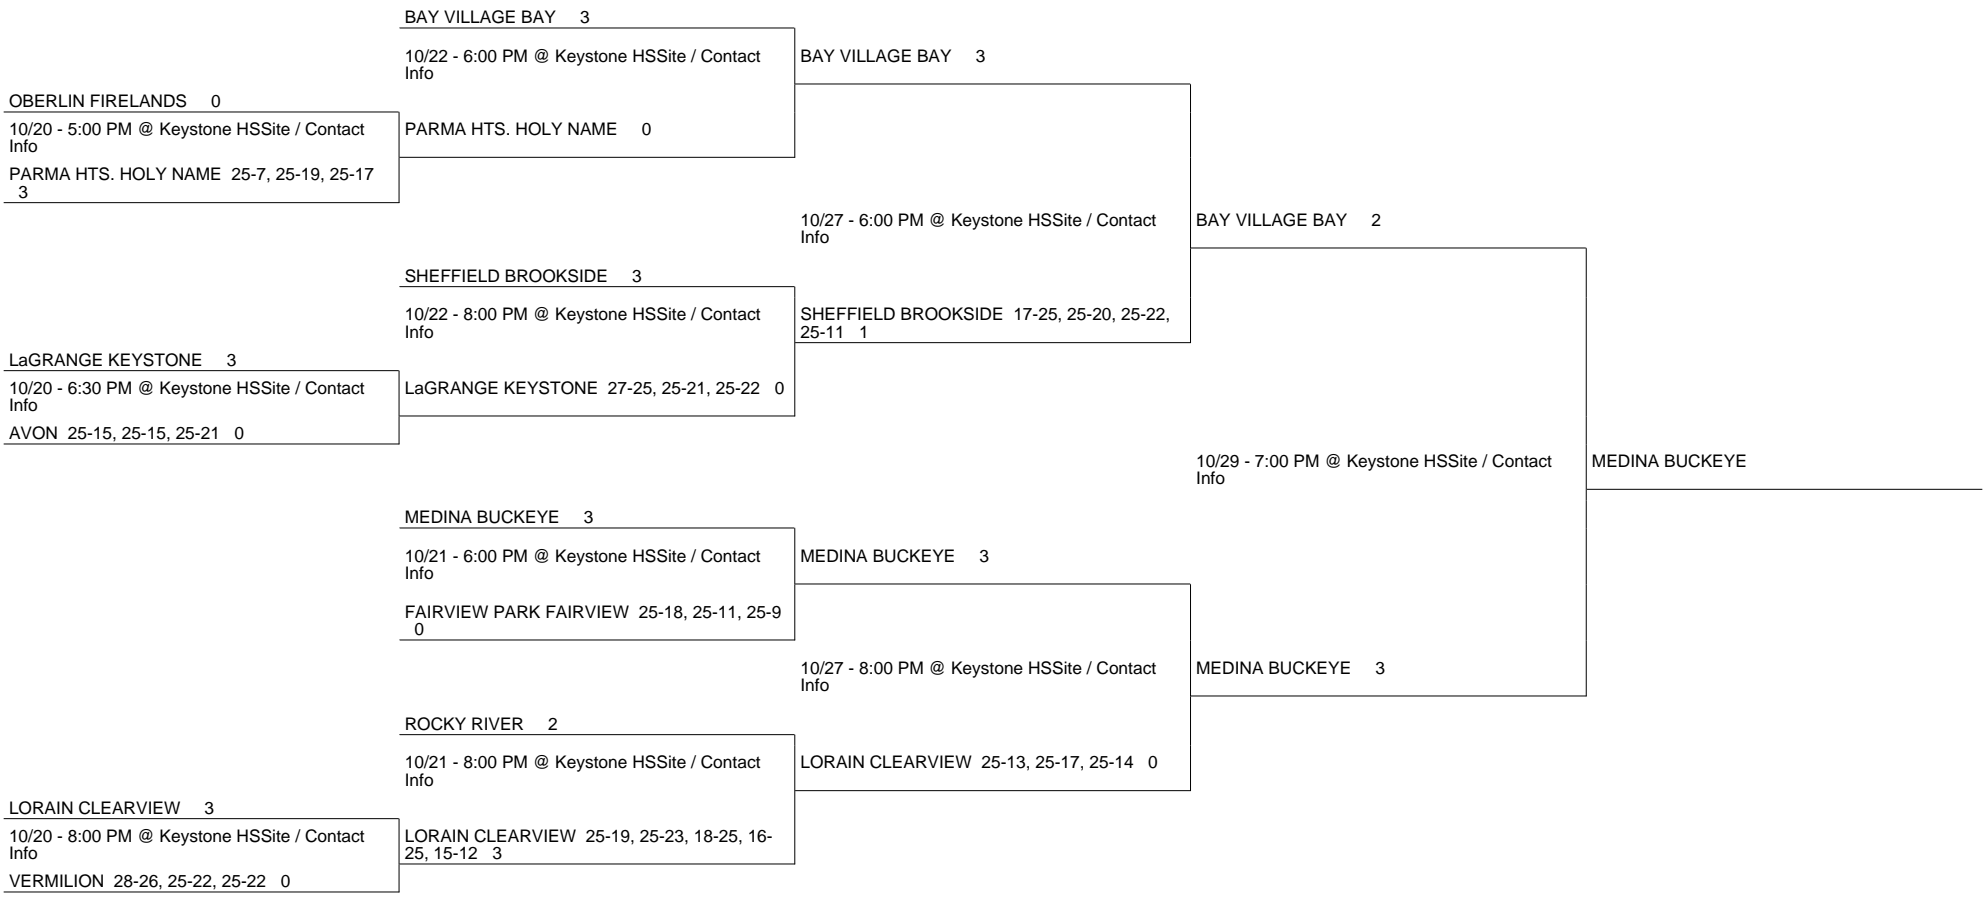 BAY VILLAGE BAY 3
10/22 - 6:00 PM @ Keystone HSSite / Contact
Info
PARMA HTS. HOLY NAME 0
OBERLIN FIRELANDS 0
10/20 - 5:00 PM @ Keystone HSSite / Contact
Info
PARMA HTS. HOLY NAME 25-7, 25-19, 25-17
3
SHEFFIELD BROOKSIDE 3
10/22 - 8:00 PM @ Keystone HSSite / Contact
Info
LaGRANGE KEYSTONE 27-25, 25-21, 25-22 0
LaGRANGE KEYSTONE 3
10/20 - 6:30 PM @ Keystone HSSite / Contact
Info
AVON 25-15, 25-15, 25-21 0
MEDINA BUCKEYE 3
10/21 - 6:00 PM @ Keystone HSSite / Contact
Info
FAIRVIEW PARK FAIRVIEW 25-18, 25-11, 25-9
0
ROCKY RIVER 2
10/21 - 8:00 PM @ Keystone HSSite / Contact
Info
LORAIN CLEARVIEW 25-19, 25-23, 18-25, 16-
25, 15-12 3
LORAIN CLEARVIEW 3
10/20 - 8:00 PM @ Keystone HSSite / Contact
Info
VERMILION 28-26, 25-22, 25-22 0
BAY VILLAGE BAY 3
10/27 - 6:00 PM @ Keystone HSSite / Contact
Info
SHEFFIELD BROOKSIDE 17-25, 25-20, 25-22,
25-11 1
MEDINA BUCKEYE 3
10/27 - 8:00 PM @ Keystone HSSite / Contact
Info
LORAIN CLEARVIEW 25-13, 25-17, 25-14 0
BAY VILLAGE BAY 2
10/29 - 7:00 PM @ Keystone HSSite / Contact
Info
MEDINA BUCKEYE 3
MEDINA BUCKEYE